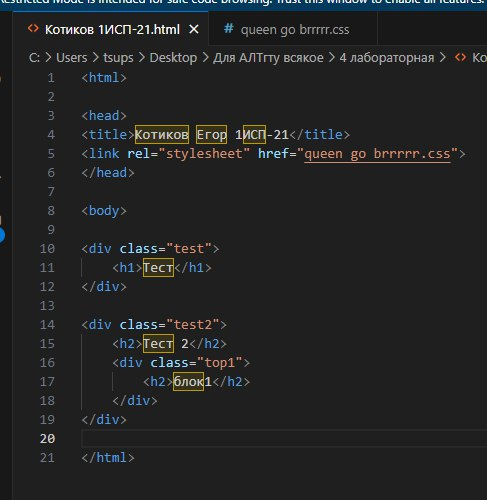 Restricted Mode is intended for safe code browsing. Trust this window to enable all features.
Котиков 1ИСП-21.html queen go brrrrr.css
C: > Users > tsups > Desktop > Для АЛТгту всякое > 4 лабораторная > Ко
1 <html>
2
3 <head>
4 <title>Котиков Егор 1ИСП-21</title>
5 <link rel="stylesheet" href="queen go brrrrr.css">
6 </head>
7
8 <body>
9
10 <div class="test">
11 <h1>Тест</h1>
12 </div>
13
14 <div class="test2">
15 <h2>Тест 2</h2>
16 <div class="top1">
17 <h2>блок1</h2>
18 </div>
19 </div>
20
21 </html>